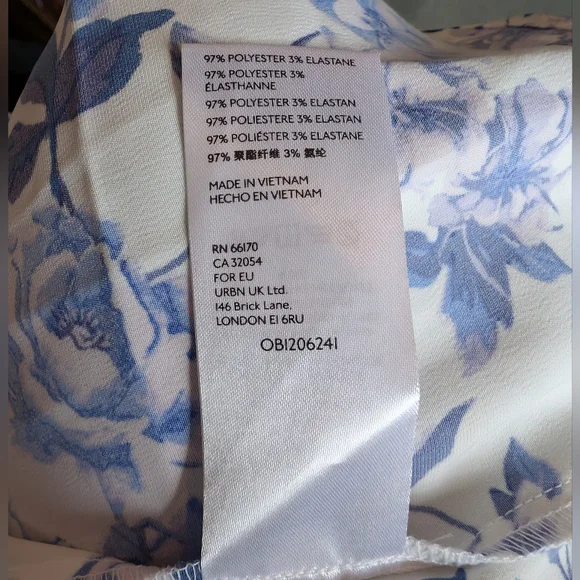 97% POLYESTER 3% ELASTANE
97% POLYESTER 3%
ÉLASTHANNE
97% POLYESTER 3% ELASTAN
97% POLIESTERE 3% ELASTAN
97% POLIÉSTER 3% ELASTANE
97% 聚酯纤维 3% 氨纶
MADE IN VIETNAM
HECHO EN VIETNAM
RN 66170
CA 32054
FOR EU
URBN UK Ltd.
146 Brick Lane,
LONDON E1 6RU
OB1206241